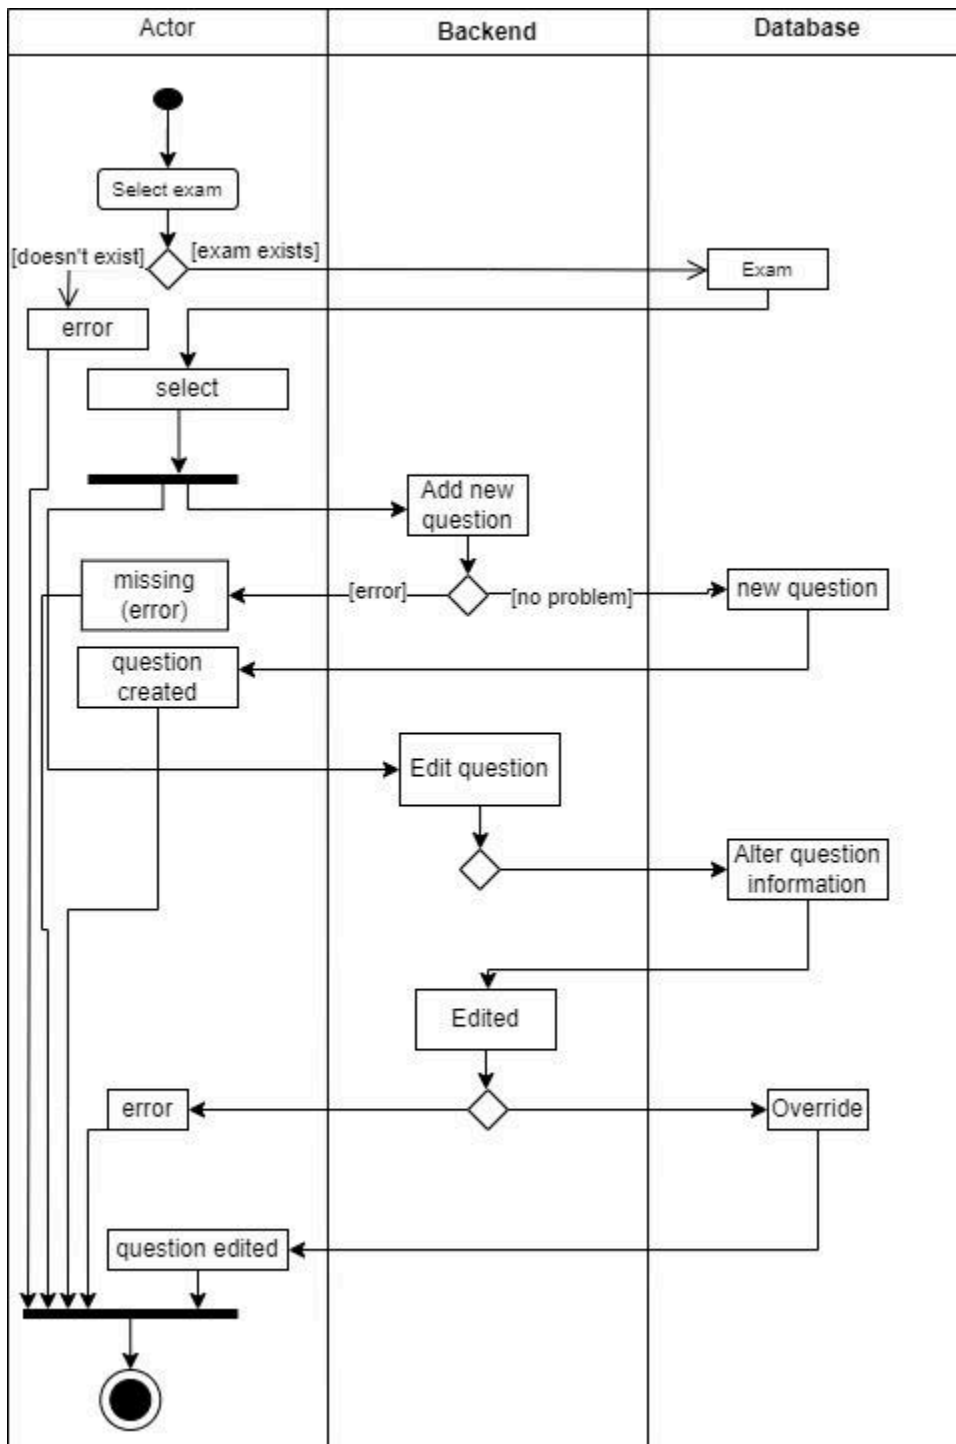 Actor
Backend
Database
Select exam
[doesn't exist]
[exam exists]
Exam
error
select
Add new
question
missing
(error)
[error]
[no problem]
new question
question
created
Edit question
Alter question
information
Edited
error
Override
question edited